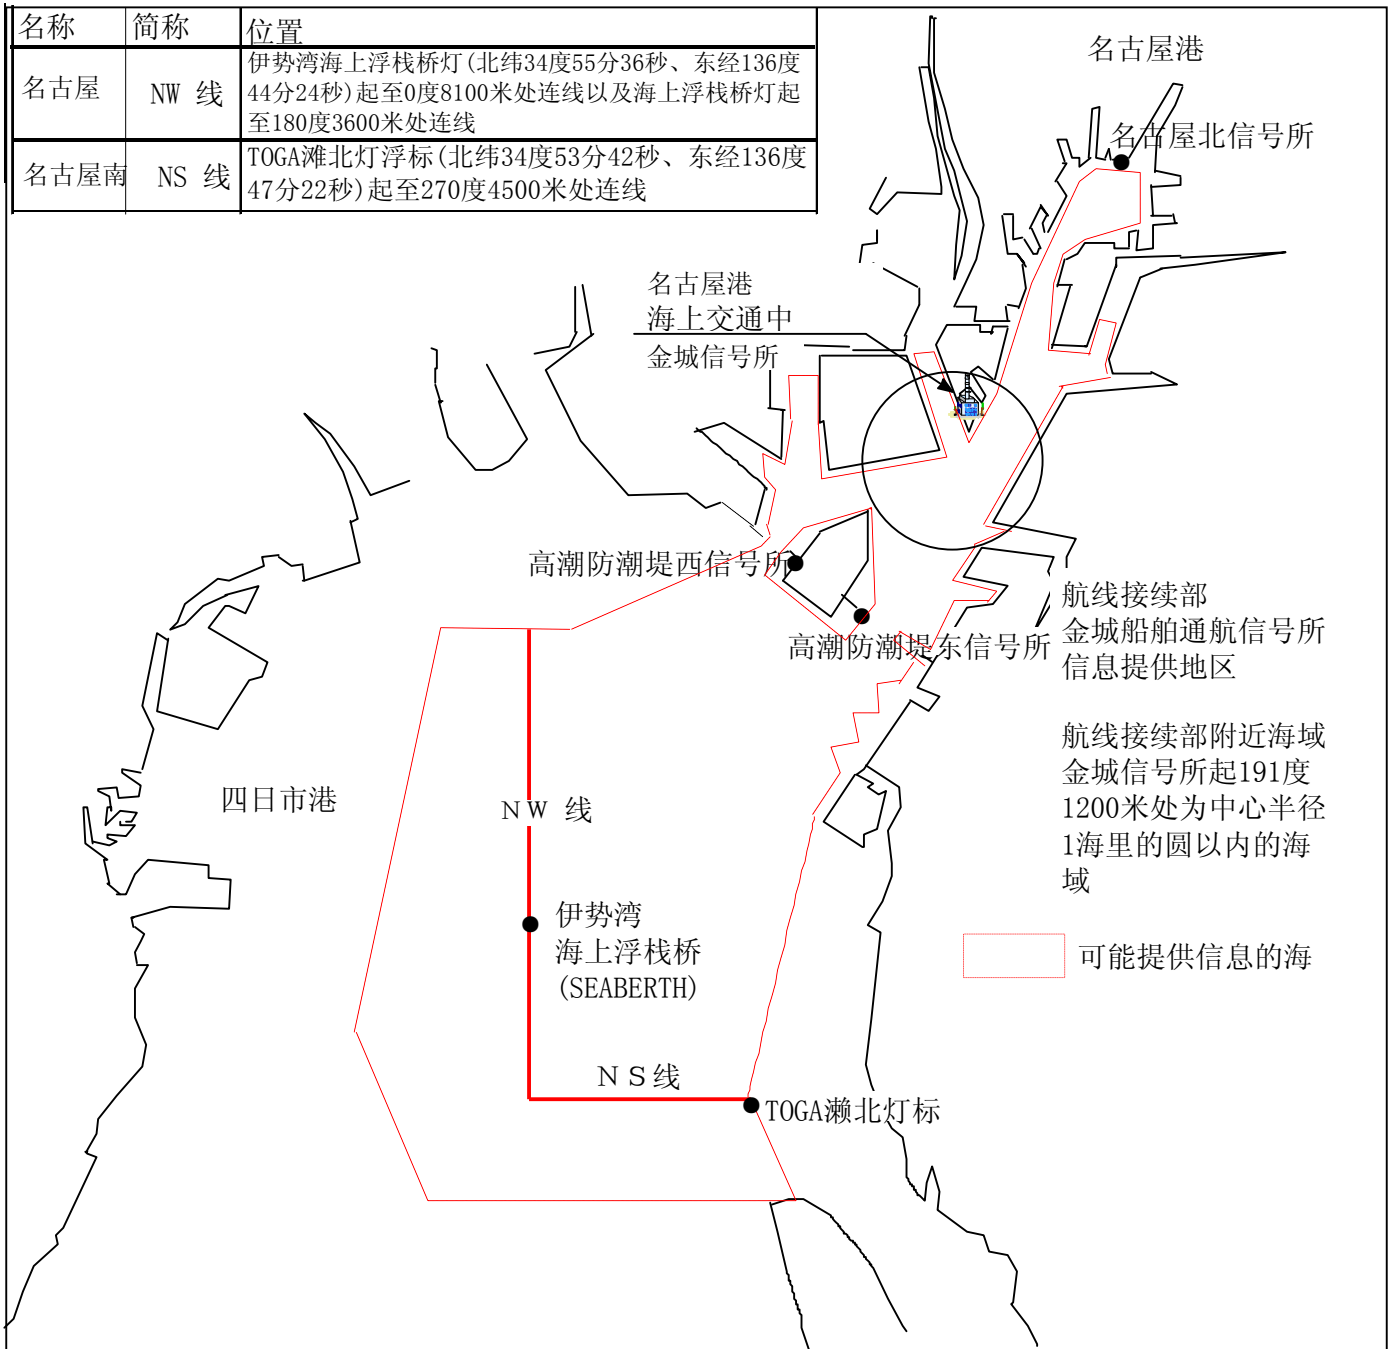 名称 简称 位置
名古屋 NW 线
伊势湾海上浮栈桥灯(北纬34度55分36秒、东经136度
44分24秒)起至0度8100米处连线以及海上浮栈桥灯起
至180度3600米处连线
名古屋南 NS 线
TOGA滩北灯浮标(北纬34度53分42秒、东经136度
47分22秒)起至270度4500米处连线
名古屋港
名古屋北信号所
名古屋港
海上交通中
金城信号所
高潮防潮堤西信号所
高潮防潮堤东信号所
航线接续部
金城船舶通航信号所
信息提供地区
航线接续部附近海域
金城信号所起191度
1200米处为中心半径
1海里的圆以内的海
域
四日市港
NW 线
伊势湾
海上浮栈桥
(SEABERTH)
可能提供信息的海
NS线
TOGA濑北灯标